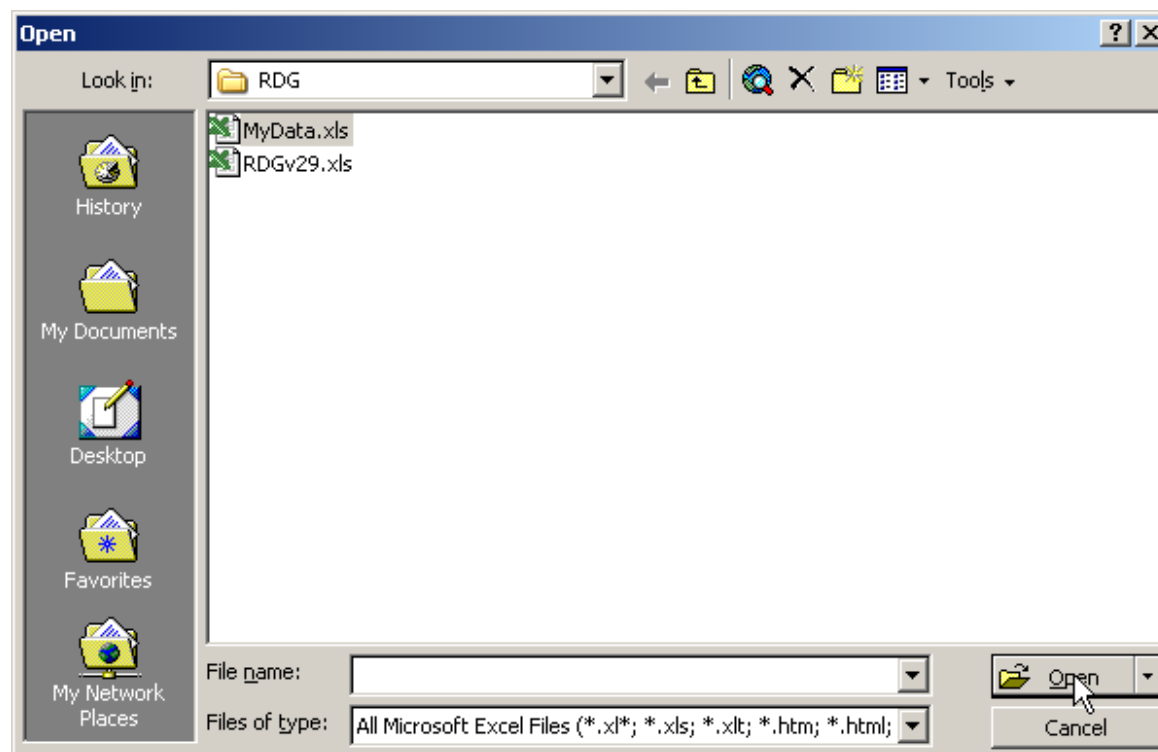 Open
Look in:
RDG
Tools
MyData.xls
RDGv29.xls
History
My Documents
Desktop
Favorites
My Network
Places
File name:
Open
Files of type:
All Microsoft Excel Files (*.xl*; *.xls; *.xlt; *.htm; *.html;
Cancel